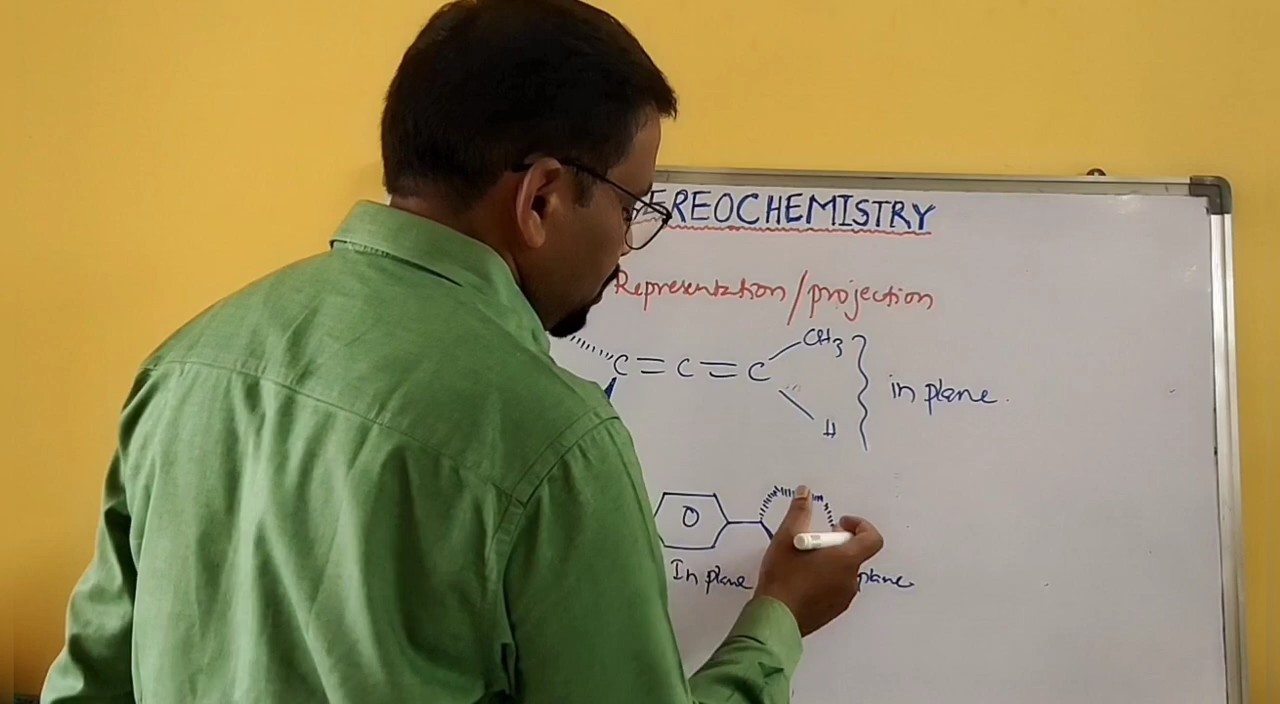 EREOCHEMISTRY
Representation/projection
C=C=C CH3 H in plane.
O
In plane plane